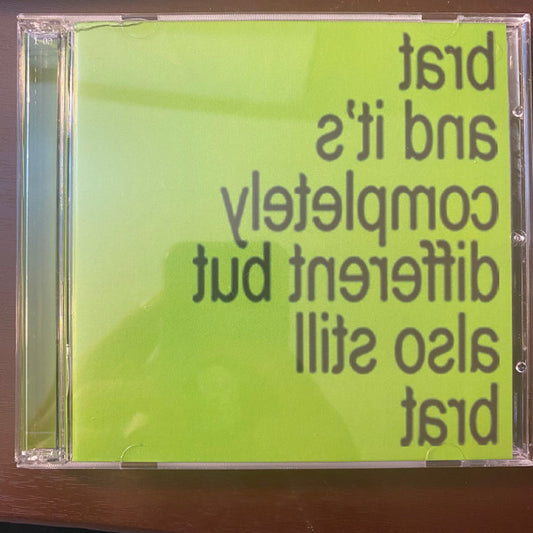 brat
and it's
completely
different but
also still
brat